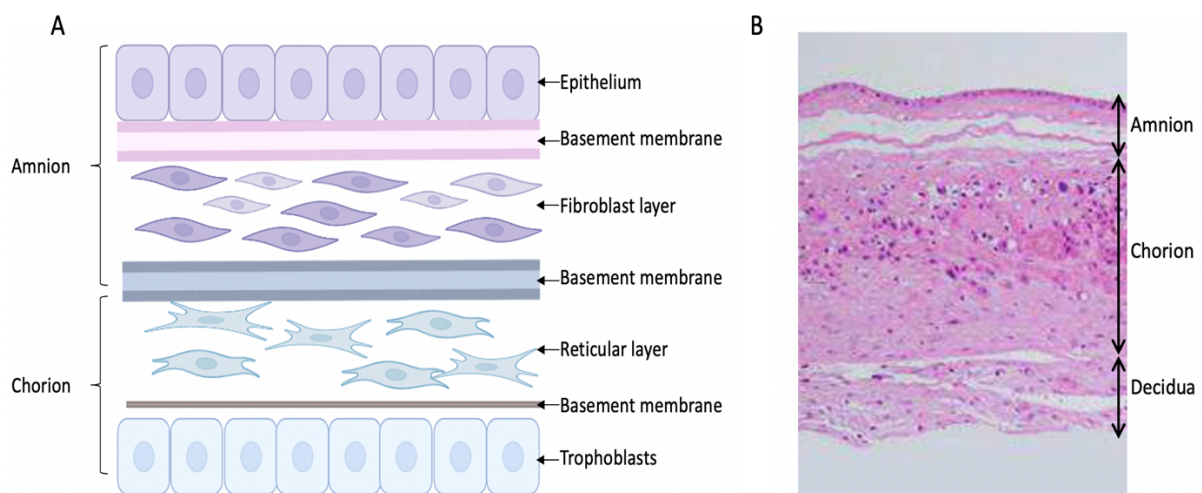 A
Amnion
Chorion
Epithelium
Basement membrane
Fibroblast layer
Basement membrane
Reticular layer
Basement membrane
Trophoblasts
B
Amnion
Chorion
Decidua